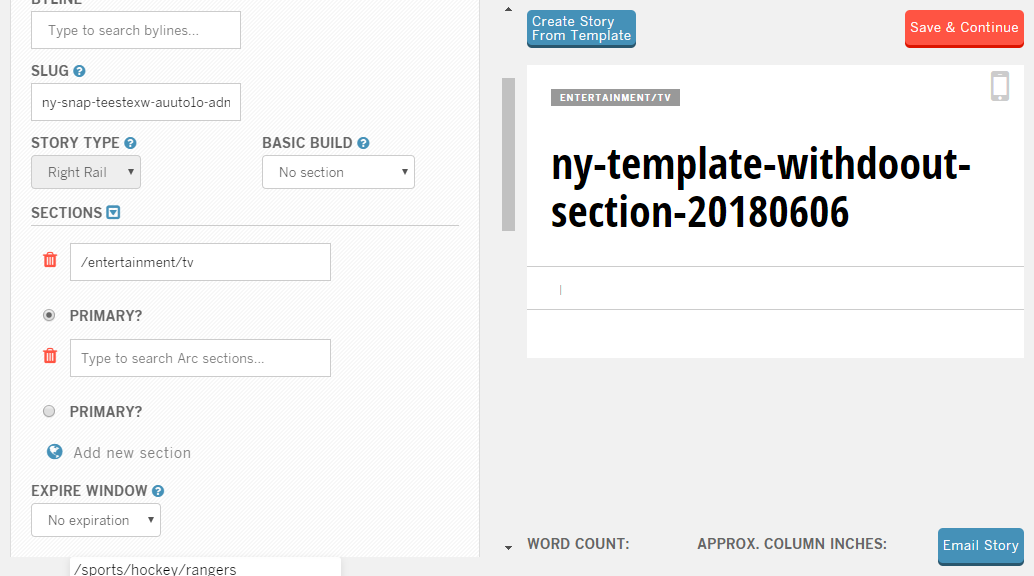 BYLINE
Type to search bylines...
SLUG
ny-snap-teestexw-auuto1o-adn
STORY TYPE
BASIC BUILD
Right Rail
No section
SECTIONS
/entertainment/tv
PRIMARY?
Type to search Arc sections...
PRIMARY?
Add new section
EXPIRE WINDOW
No expiration
/sports/hockey/rangers
Create Story
From Template
Save & Continue
ENTERTAINMENT/TV
ny-template-withdoout-
section-20180606
|
WORD COUNT:
APPROX. COLUMN INCHES:
Email Story